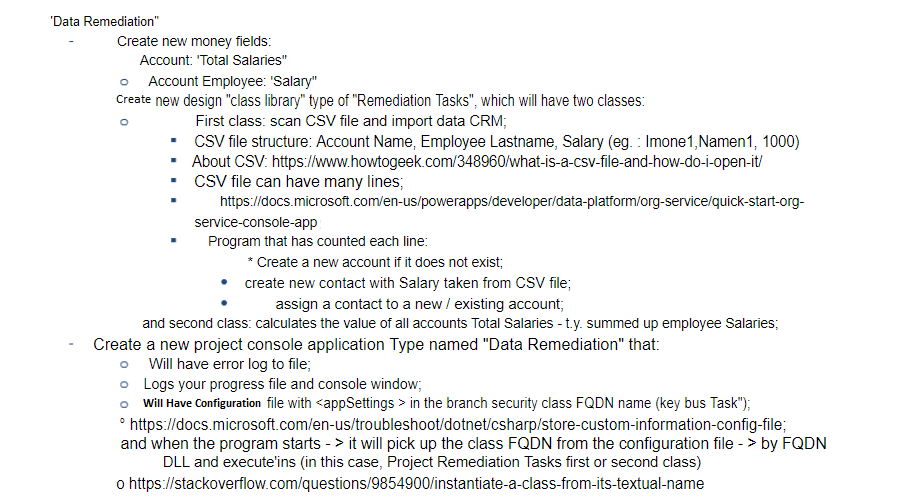 'Data Remediation"
- Create new money fields:
Account: 'Total Salaries"
o Account Employee: 'Salary"
Create new design "class library" type of "Remediation Tasks", which will have two classes:
o First class: scan CSV file and import data CRM;
▪ CSV file structure: Account Name, Employee Lastname, Salary (eg. : Imone1,Namen1, 1000)
▪ About CSV: https://www.howtogeek.com/348960/what-is-a-csv-file-and-how-do-i-open-it/
▪ CSV file can have many lines;
▪ https://docs.microsoft.com/en-us/powerapps/developer/data-platform/org-service/quick-start-org-
service-console-app
▪ Program that has counted each line:
* Create a new account if it does not exist;
• create new contact with Salary taken from CSV file;
• assign a contact to a new / existing account;
and second class: calculates the value of all accounts Total Salaries - t.y. summed up employee Salaries;
- Create a new project console application Type named "Data Remediation" that:
o Will have error log to file;
o Logs your progress file and console window;
o Will Have Configuration file with <appSettings > in the branch security class FQDN name (key bus Task");
° https://docs.microsoft.com/en-us/troubleshoot/dotnet/csharp/store-custom-information-config-file;
and when the program starts - > it will pick up the class FQDN from the configuration file - > by FQDN
DLL and execute'ins (in this case, Project Remediation Tasks first or second class)
o https://stackoverflow.com/questions/9854900/instantiate-a-class-from-its-textual-name